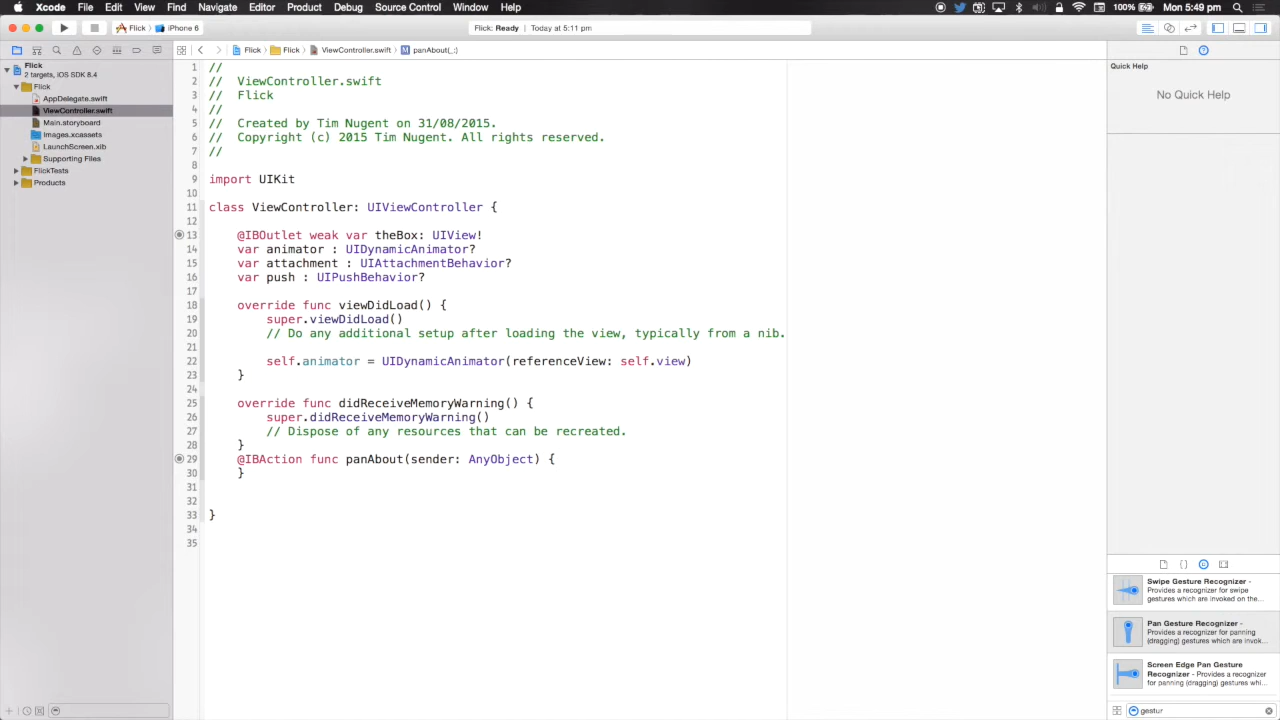 Xcode File Edit View Find Navigate Editor Product Debug Source Control Window Help 100% Mon 5:49 pm
Flick iPhone 6 Flick: Ready Today at 5:11 pm
Flick Flick ViewController.swift panAbout(_:)
Flick
2 targets, iOS SDK 8.4
Flick
AppDelegate.swift
ViewController.swift
Main.storyboard
Images.xcassets
LaunchScreen.xib
Supporting Files
FlickTests
Products
1 //
2 // ViewController.swift
3 // Flick
4 //
5 // Created by Tim Nugent on 31/08/2015.
6 // Copyright (c) 2015 Tim Nugent. All rights reserved.
7 //
8
9 import UIKit
10
11 class ViewController: UIViewController {
12
13 @IBOutlet weak var theBox: UIView!
14 var animator : UIDynamicAnimator?
15 var attachment : UIAttachmentBehavior?
16 var push : UIPushBehavior?
17
18 override func viewDidLoad() {
19 super.viewDidLoad()
20 // Do any additional setup after loading the view, typically from a nib.
21
22 self.animator = UIDynamicAnimator(referenceView: self.view)
23 }
24
25 override func didReceiveMemoryWarning() {
26 super.didReceiveMemoryWarning()
27 // Dispose of any resources that can be recreated.
28 }
29 @IBAction func panAbout(sender: AnyObject) {
30 }
31
32
33 }
34
35
Quick Help
No Quick Help
Swipe Gesture Recognizer -
Provides a recognizer for swipe
gestures which are invoked on the...
Pan Gesture Recognizer -
Provides a recognizer for panning
(dragging) gestures which are invok...
Screen Edge Pan Gesture
Recognizer - Provides a recognizer
for panning (dragging) gestures whi...
gestur